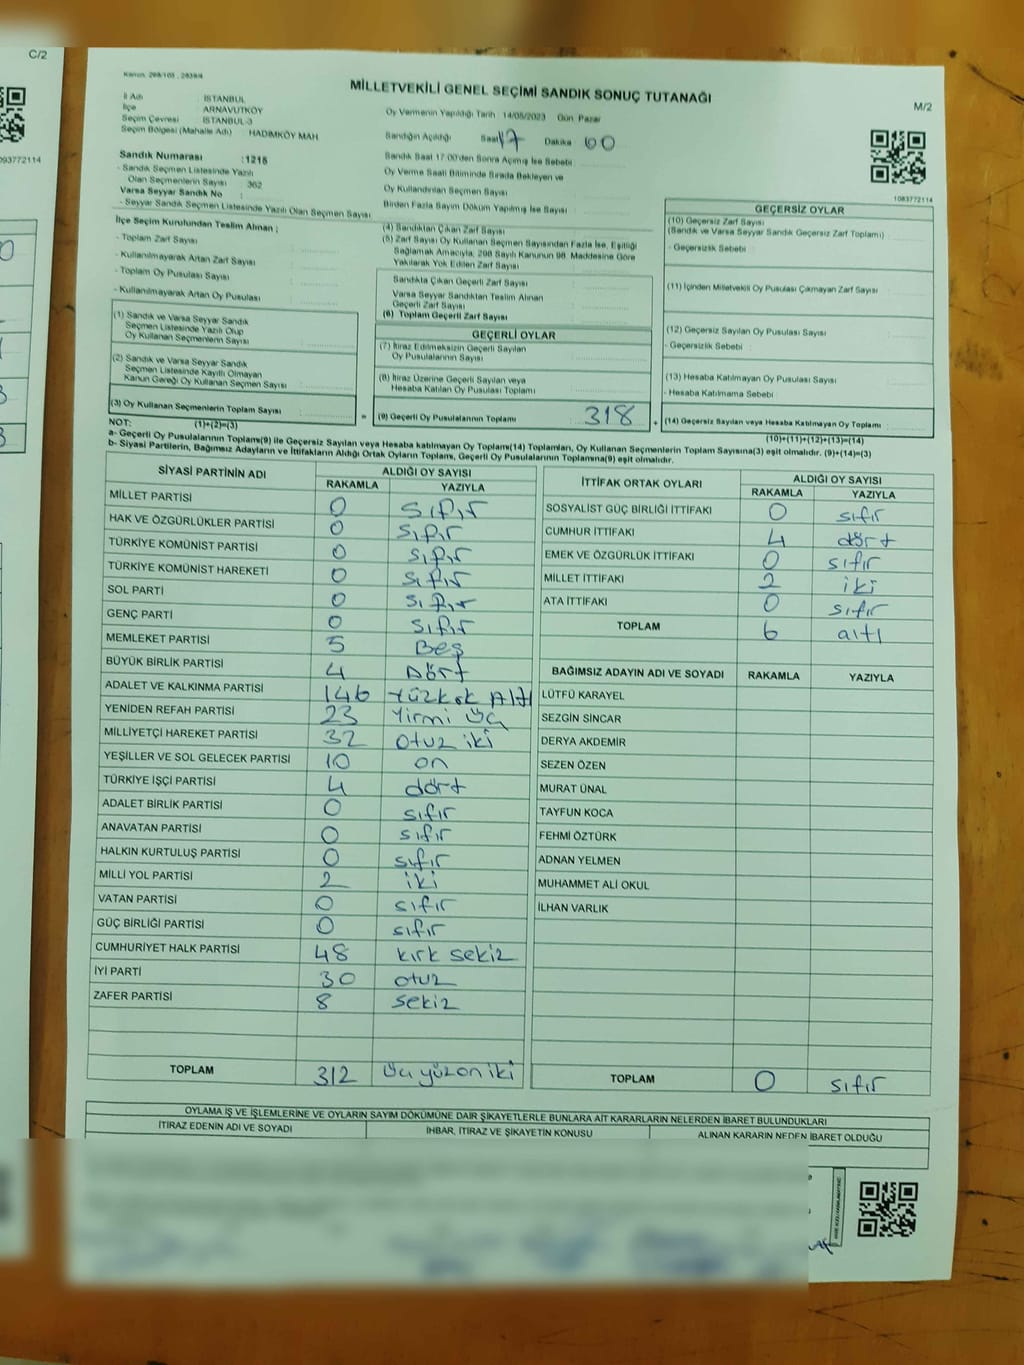 C/2
093772114
Kanun. 298/105 , 2839/4
MİLLETVEKİLİ GENEL SEÇİMİ SANDIK SONUÇ TUTANAĞI
M/2
İl Adı : İSTANBUL
İlçe ARNAVUTKÖY
Seçim Çevresi : İSTANBUL-3
Seçim Bölgesi (Mahalle Adı) HADIMKÖY MAH.
Oy Vermenin Yapıldığı Tarih 14/05/2023 Gün Pazar
Sandığın Açıldığı Saat 17 Dakika 00
Sandık Numarası :1216
- Sandık Seçmen Listesinde Yazılı
Olan Seçmenlerin Sayısı 362
Varsa Seyyar Sandık No :
- Seyyar Sandık Seçmen Listesinde Yazılı Olan Seçmen Sayısı
Sandık Saat 17:00'den Sonra Açılmış İse Sebebi
Oy Verme Saati Bitiminde Sırada Bekleyen ve
Oy Kullandırılan Seçmen Sayısı
Birden Fazla Sayım Döküm Yapılmış İse Sayısı
1083772114
İlçe Seçim Kurulundan Teslim Alınan ;
- Toplam Zarf Sayısı
- Kullanılmayarak Artan Zarf Sayısı
- Toplam Oy Pusulası Sayısı
- Kullanılmayarak Artan Oy Pusulası
(1) Sandık ve Varsa Seyyar Sandık
Seçmen Listesinde Yazılı Olup
Oy Kullanan Seçmenlerin Sayısı
(2) Sandık ve Varsa Seyyar Sandık
Seçmen Listesinde Kayıtlı Olmayan
Kanun Gereği Oy Kullanan Seçmen Sayısı
(3) Oy Kullanan Seçmenlerin Toplam Sayısı
(4) Sandıktan Çıkan Zarf Sayısı
(5) Zarf Sayısı Oy Kullanan Seçmen Sayısından Fazla İse, Eşitliği
Sağlamak Amacıyla, 298 Sayılı Kanunun 98. Maddesine Göre
Yakılarak Yok Edilen Zarf Sayısı
Sandıkta Çıkan Geçerli Zarf Sayısı
Varsa Seyyar Sandıktan Teslim Alınan
Geçerli Zarf Sayısı
(6) Toplam Geçerli Zarf Sayısı
GEÇERLİ OYLAR
(7) İtiraz Edilmeksizin Geçerli Sayılan
Oy Pusulalarının Sayısı
(8) İtiraz Üzerine Geçerli Sayılan veya
Hesaba Katılan Oy Pusulası Toplamı
= (9) Geçerli Oy Pusulalarının Toplamı 318 +
GEÇERSİZ OYLAR
(10) Geçersiz Zarf Sayısı
(Sandık ve Varsa Seyyar Sandık Geçersiz Zarf Toplamı)
- Geçersizlik Sebebi
(11) İçinden Milletvekili Oy Pusulası Çıkmayan Zarf Sayısı
(12) Geçersiz Sayılan Oy Pusulası Sayısı
- Geçersizlik Sebebi
(13) Hesaba Katılmayan Oy Pusulası Sayısı
- Hesaba Katılmama Sebebi
(14) Geçersiz Sayılan veya Hesaba Katılmayan Oy Toplamı
NOT: (1)+(2)=(3)
(10)+(11)+(12)+(13)=(14)
a- Geçerli Oy Pusulalarının Toplamı(9) ile Geçersiz Sayılan veya Hesaba katılmayan Oy Toplamı(14) Toplamları, Oy Kullanan Seçmenlerin Toplam Sayısına(3) eşit olmalıdır. (9)+(14)=(3)
b- Siyasi Partilerin, Bağımsız Adayların ve İttifakların Aldığı Ortak Oyların Toplamı, Geçerli Oy Pusulalarının Toplamına(9) eşit olmalıdır.
SİYASİ PARTİNİN ADI ALDIĞI OY SAYISI
RAKAMLA YAZIYLA
MİLLET PARTİSİ 0 sıfır
HAK VE ÖZGÜRLÜKLER PARTİSİ 0 sıfır
TÜRKİYE KOMÜNİST PARTİSİ 0 sıfır
TÜRKİYE KOMÜNİST HAREKETİ 0 sıfır
SOL PARTİ 0 sıfır
GENÇ PARTİ 0 sıfır
MEMLEKET PARTİSİ 5 Beş
BÜYÜK BİRLİK PARTİSİ 4 Dört
ADALET VE KALKINMA PARTİSİ 146
YENİDEN REFAH PARTİSİ 23 Yirmi üç
MİLLİYETÇİ HAREKET PARTİSİ 32 otuz iki
YEŞİLLER VE SOL GELECEK PARTİSİ 10 on
TÜRKİYE İŞÇİ PARTİSİ 4 dört
ADALET BİRLİK PARTİSİ 0 sıfır
ANAVATAN PARTİSİ 0 sıfır
HALKIN KURTULUŞ PARTİSİ 0 sıfır
MİLLİ YOL PARTİSİ 2 iki
VATAN PARTİSİ 0 sıfır
GÜÇ BİRLİĞİ PARTİSİ 0 sıfır
CUMHURİYET HALK PARTİSİ 48 kırk sekiz
İYİ PARTİ 30 otuz
ZAFER PARTİSİ 8 sekiz
TOPLAM 312 üç yüz on iki
İTTİFAK ORTAK OYLARI ALDIĞI OY SAYISI
RAKAMLA YAZIYLA
SOSYALİST GÜÇ BİRLİĞİ İTTİFAKI 0 sıfır
CUMHUR İTTİFAKI 4 dört
EMEK VE ÖZGÜRLÜK İTTİFAKI 0 sıfır
MİLLET İTTİFAKI 2 iki
ATA İTTİFAKI 0 sıfır
TOPLAM 6 altı
BAĞIMSIZ ADAYIN ADI VE SOYADI RAKAMLA YAZIYLA
LÜTFÜ KARAYEL
SEZGİN SİNCAR
DERYA AKDEMİR
SEZEN ÖZEN
MURAT ÜNAL
TAYFUN KOCA
FEHMİ ÖZTÜRK
ADNAN YELMEN
MUHAMMET ALİ OKUL
İLHAN VARLIK
TOPLAM 0 sıfır
OYLAMA İŞ VE İŞLEMLERİNE VE OYLARIN SAYIM DÖKÜMÜNE DAİR ŞİKAYETLERLE BUNLARA AİT KARARLARIN NELERDEN İBARET BULUNDUKLARI
İTİRAZ EDENİN ADI VE SOYADI İHBAR, İTİRAZ VE ŞİKAYETİN KONUSU ALINAN KARARIN NEDEN İBARET OLDUĞU